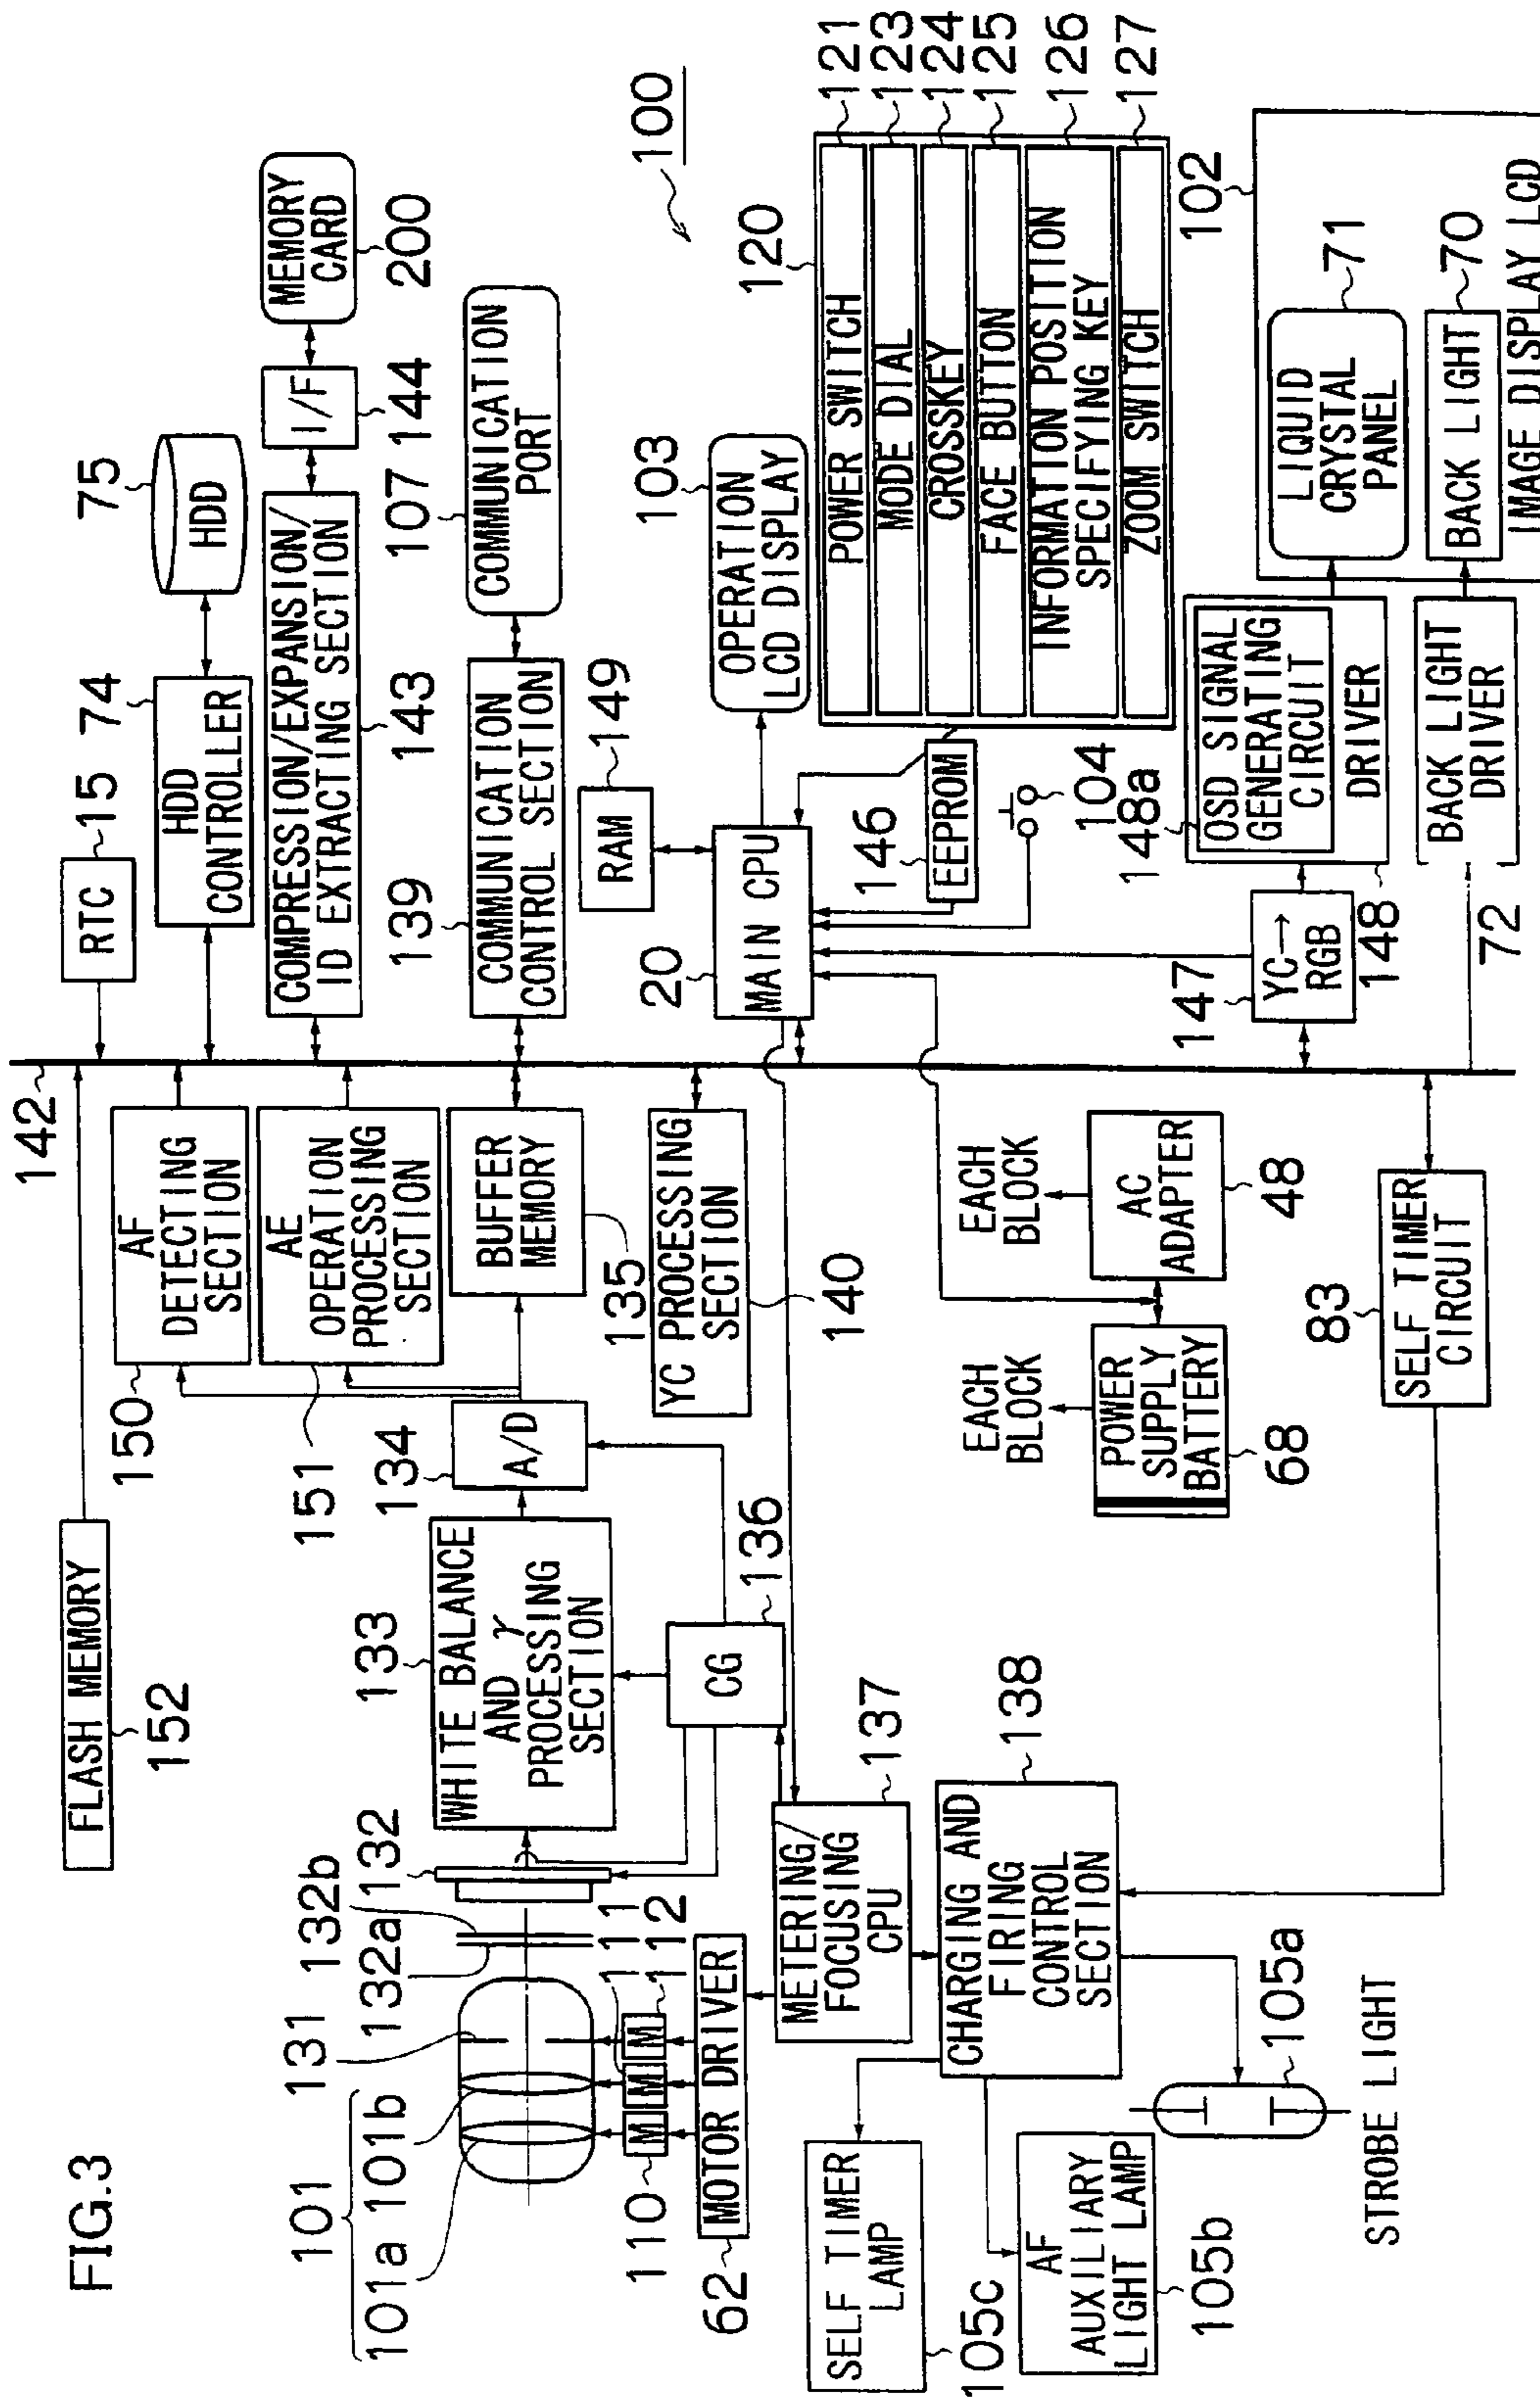 FIG.3
101
101a 101b
131
132a
132b
132
133
WHITE BALANCE
AND γ
PROCESSING
SECTION
134
A/D
FLASH MEMORY
152
142
150
AF
DETECTING
SECTION
151
AE
OPERATION
PROCESSING
SECTION
BUFFER
MEMORY
135
YC PROCESSING
SECTION
140
110
M
M
M
111
112
62
MOTOR DRIVER
CG
136
METERING/
FOCUSING
CPU
137
CHARGING AND
FIRING
CONTROL
SECTION
138
SELF TIMER
LAMP
105c
AF
AUXILIARY
LIGHT LAMP
105b
105a
STROBE LIGHT
EACH
BLOCK
POWER
SUPPLY
BATTERY
68
EACH
BLOCK
AC
ADAPTER
48
83
SELF TIMER
CIRCUIT
RTC
15
HDD
CONTROLLER
74
HDD
75
COMPRESSION/EXPANSION/
ID EXTRACTING SECTION
143
I/F
144
MEMORY
CARD
200
139
COMMUNICATION
CONTROL SECTION
107
COMMUNICATION
PORT
100
RAM
149
20
MAIN CPU
103
OPERATION
LCD DISPLAY
146
EEPROM
104
120
POWER SWITCH
121
MODE DIAL
123
CROSSKEY
124
FACE BUTTON
125
INFORMATION POSITION
SPECIFYING KEY
126
ZOOM SWITCH
127
147
YC→
RGB
148a
OSD SIGNAL
GENERATING
CIRCUIT
DRIVER
148
102
LIQUID
CRYSTAL
PANEL
71
72
BACK LIGHT
DRIVER
BACK LIGHT
70
IMAGE DISPLAY LCD